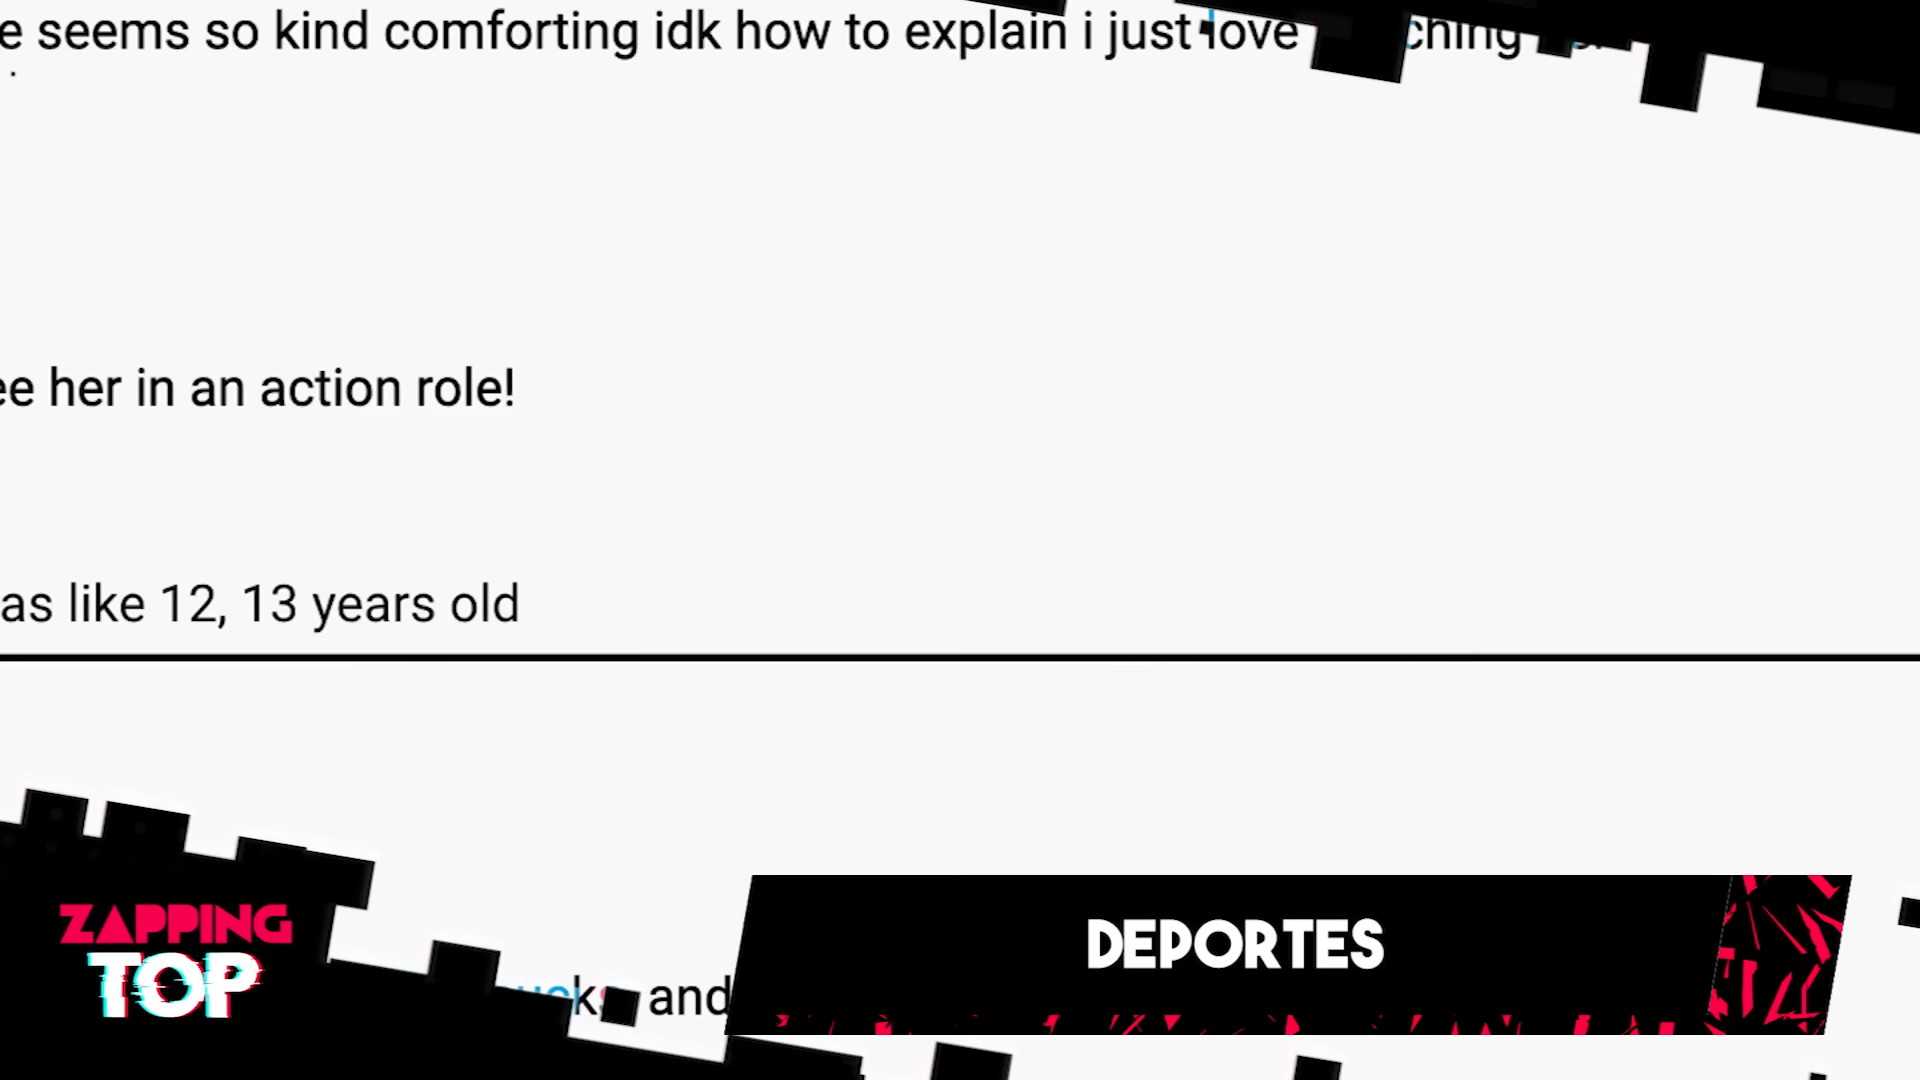 e seems so kind comforting idk how to explain i just love
ee her in an action role!
as like 12, 13 years old
and
ZAPPING
TOP
DEPORTES